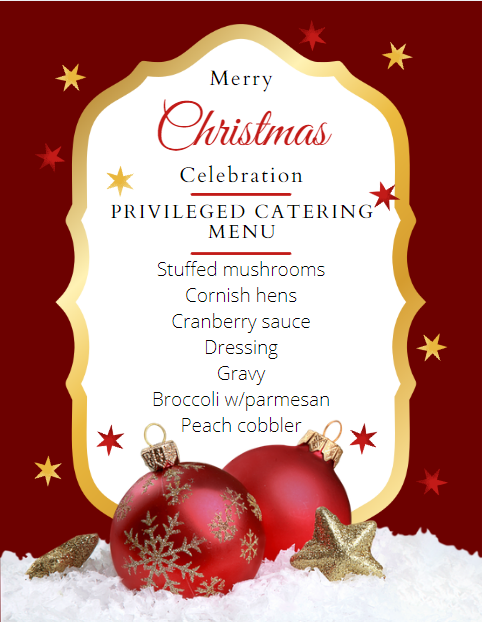 Merry
Christmas
Celebration
PRIVILEGED CATERING
MENU
Stuffed mushrooms
Cornish hens
Cranberry sauce
Dressing
Gravy
Broccoli w/parmesan
Peach cobbler